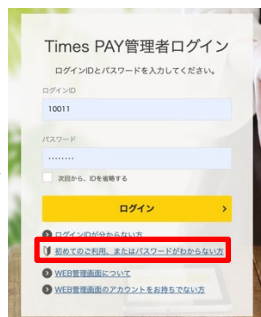 Times PAY管理者ログイン
ログインIDとパスワードを入力してください。
ログインID
10011
パスワード
········
次回から、IDを省略する
ログイン
ログインIDが分からない方
初めてのご利用、またはパスワードがわからない方
WEB管理画面について
WEB管理画面のアカウントをお持ちでない方